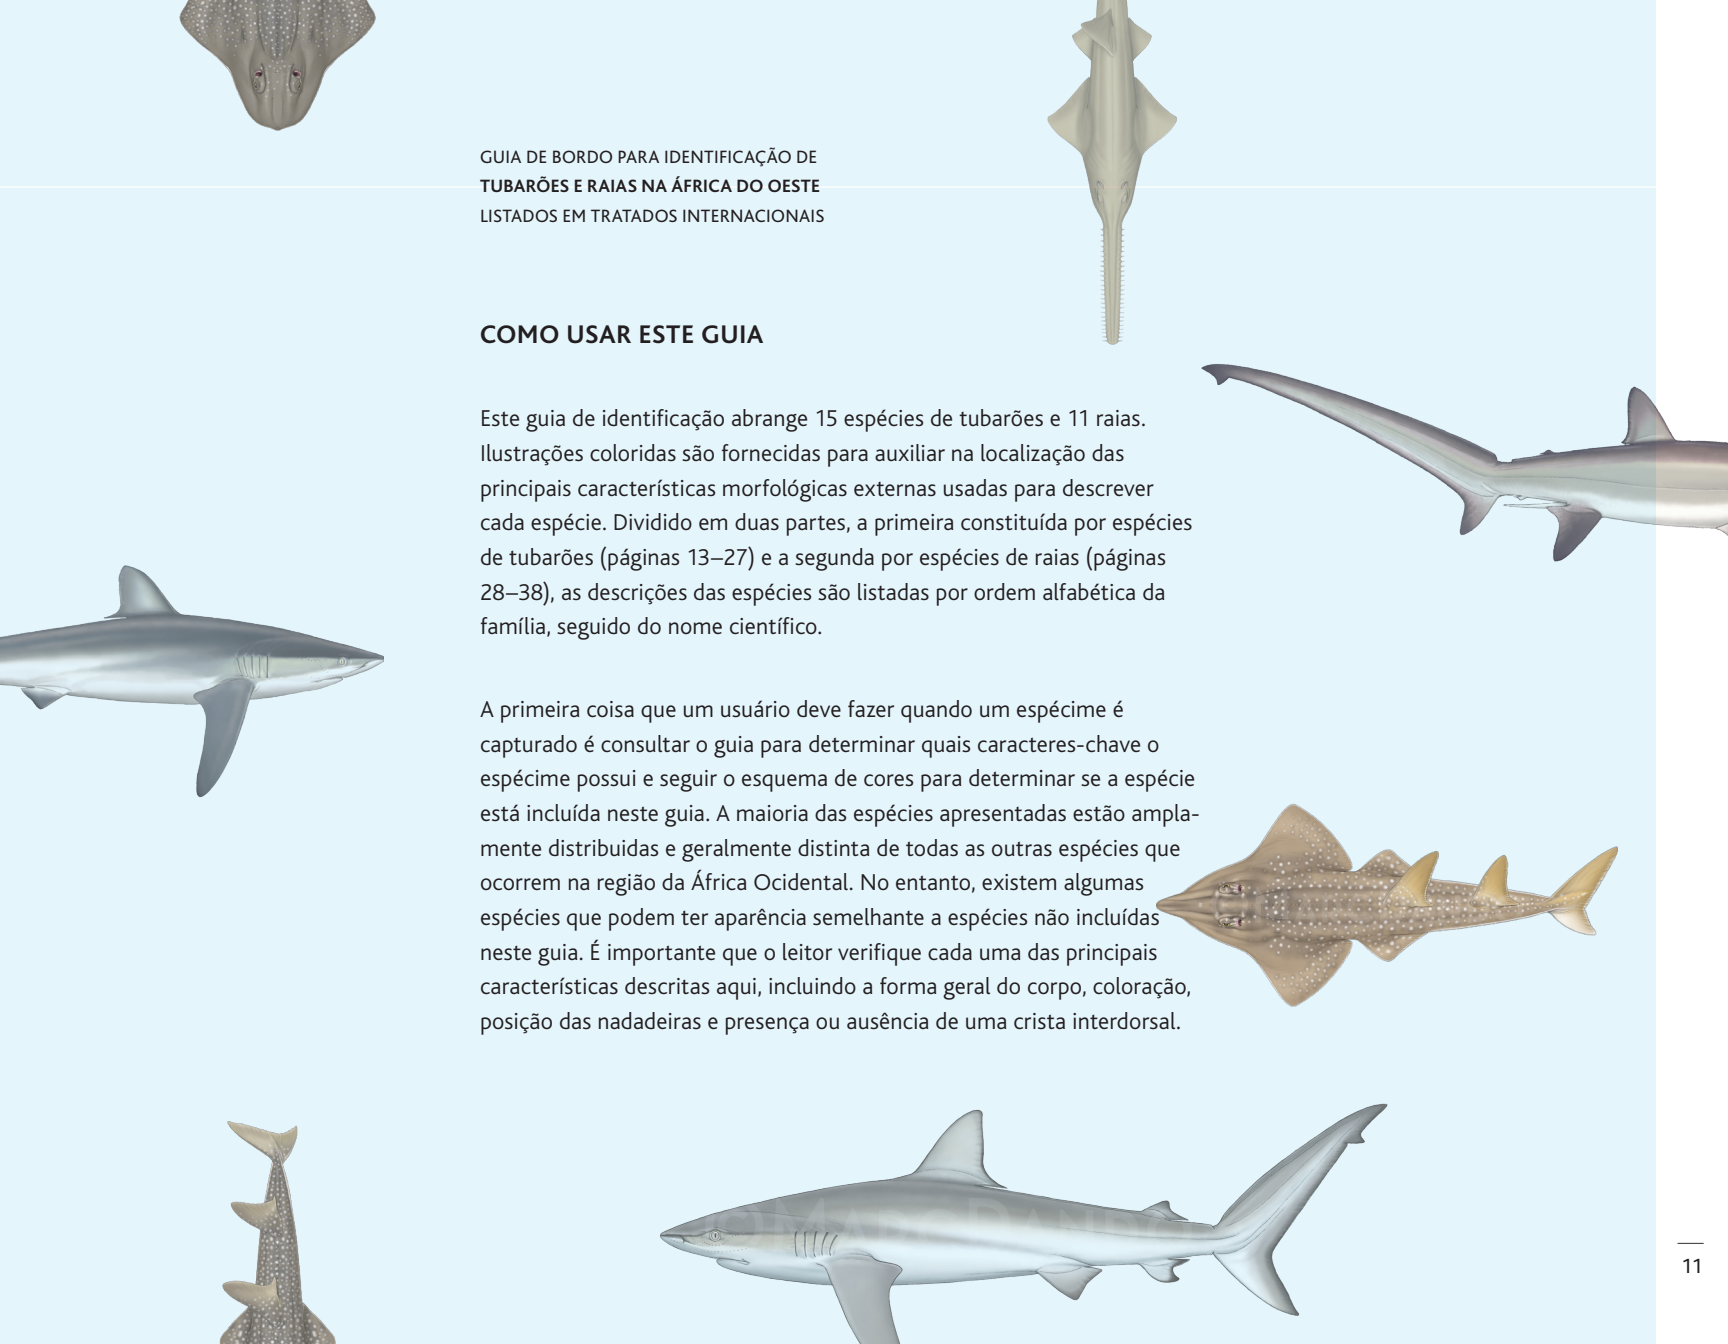 GUIA DE BORDO PARA IDENTIFICAÇÃO DE
TUBARÕES E RAIAS NA ÁFRICA DO OESTE
LISTADOS EM TRATADOS INTERNACIONAIS
COMO USAR ESTE GUIA
Este guia de identificação abrange 15 espécies de tubarões e 11 raias.
Ilustrações coloridas são fornecidas para auxiliar na localização das
principais características morfológicas externas usadas para descrever
cada espécie. Dividido em duas partes, a primeira constituída por espécies
de tubarões (páginas 13–27) e a segunda por espécies de raias (páginas
28–38), as descrições das espécies são listadas por ordem alfabética da
família, seguido do nome científico.
A primeira coisa que um usuário deve fazer quando um espécime é
capturado é consultar o guia para determinar quais caracteres-chave o
espécime possui e seguir o esquema de cores para determinar se a espécie
está incluída neste guia. A maioria das espécies apresentadas estão ampla-
mente distribuidas e geralmente distinta de todas as outras espécies que
ocorrem na região da África Ocidental. No entanto, existem algumas
espécies que podem ter aparência semelhante a espécies não incluídas
neste guia. É importante que o leitor verifique cada uma das principais
características descritas aqui, incluindo a forma geral do corpo, coloração,
posição das nadadeiras e presença ou ausência de uma crista interdorsal.
©MARC DANDO
11